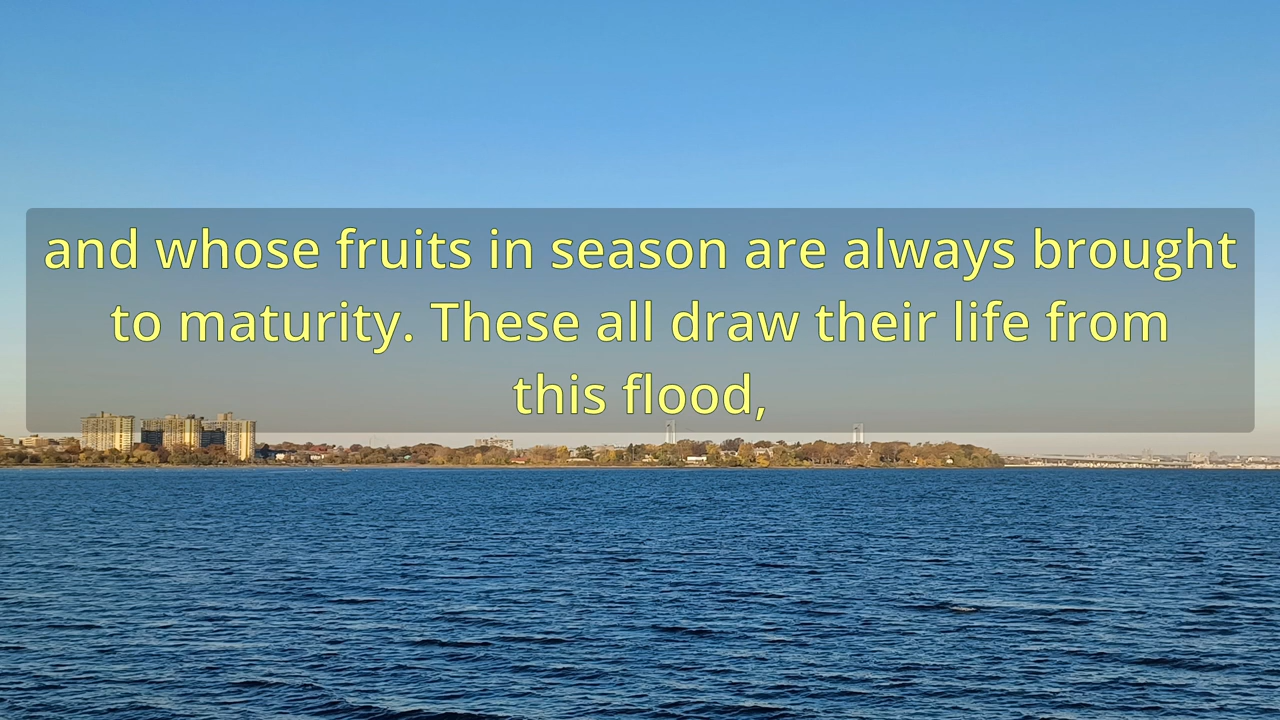 and whose fruits in season are always brought
to maturity. These all draw their life from
this flood,